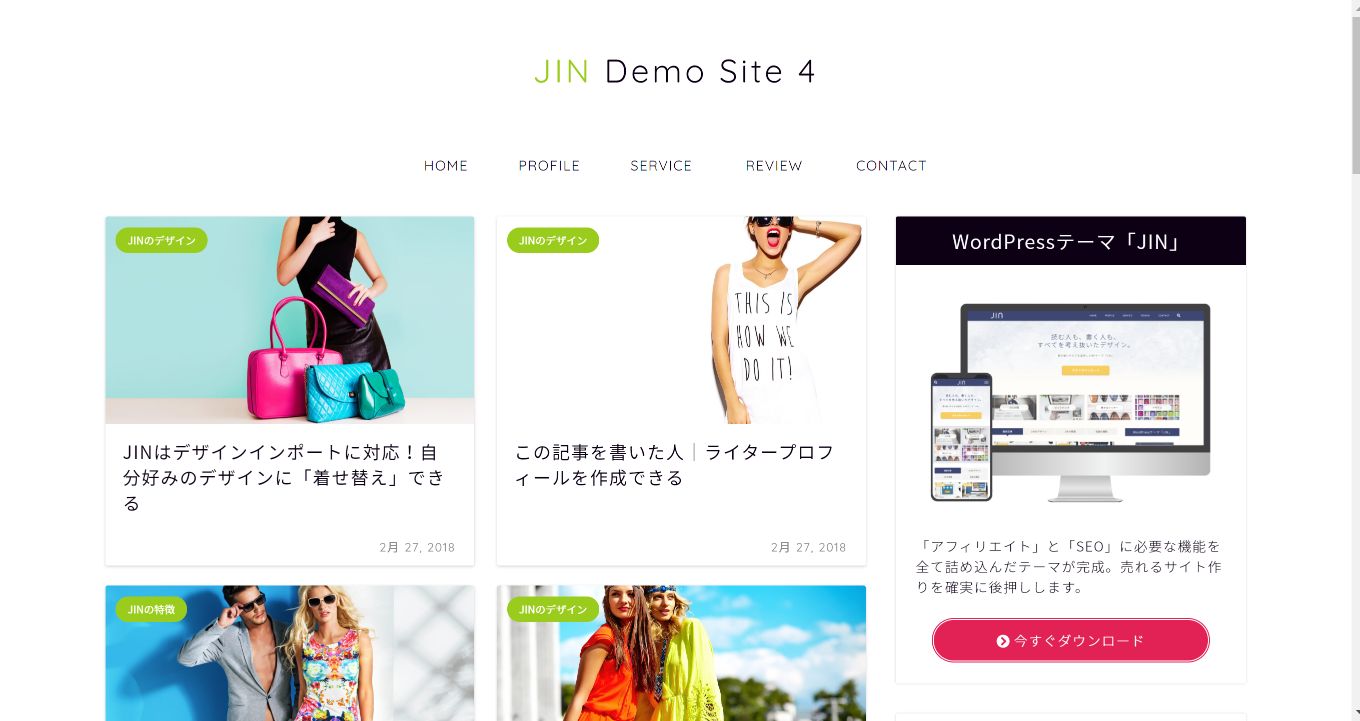 JIN Demo Site 4
HOME PROFILE SERVICE REVIEW CONTACT
JINのデザイン
THIS IS
HOW WE
DO IT!
JINはデザインインポートに対応！自
分好みのデザインに「着せ替え」でき
る
2月 27, 2018
JINのデザイン
この記事を書いた人｜ライタープロフ
ィールを作成できる
2月 27, 2018
JINの特徴
JINのデザイン
WordPressテーマ「JIN」
JIN
読む人も、書く人も、
すべてを考え抜いたデザイン。
JIN
「アフィリエイト」と「SEO」に必要な機能を
全て詰め込んだテーマが完成。売れるサイト作
りを確実に後押しします。
今すぐダウンロード